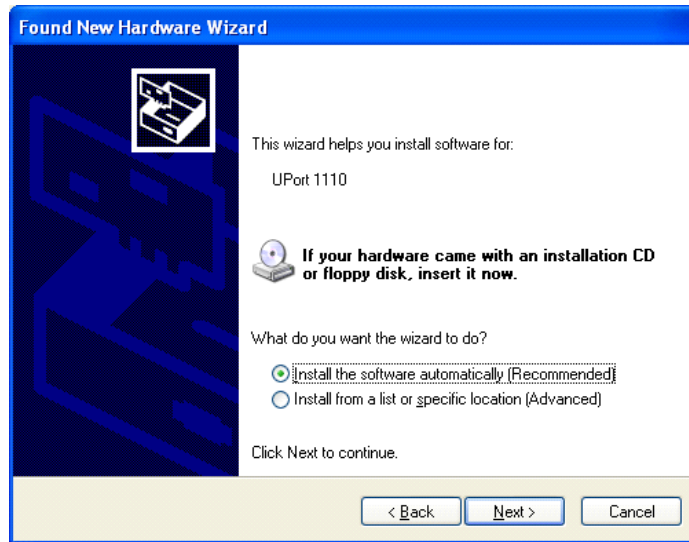 Found New Hardware Wizard
This wizard helps you install software for:
UPort 1110
If your hardware came with an installation CD
or floppy disk, insert it now.
What do you want the wizard to do?
Install the software automatically (Recommended)
Install from a list or specific location (Advanced)
Click Next to continue.
< Back Next > Cancel